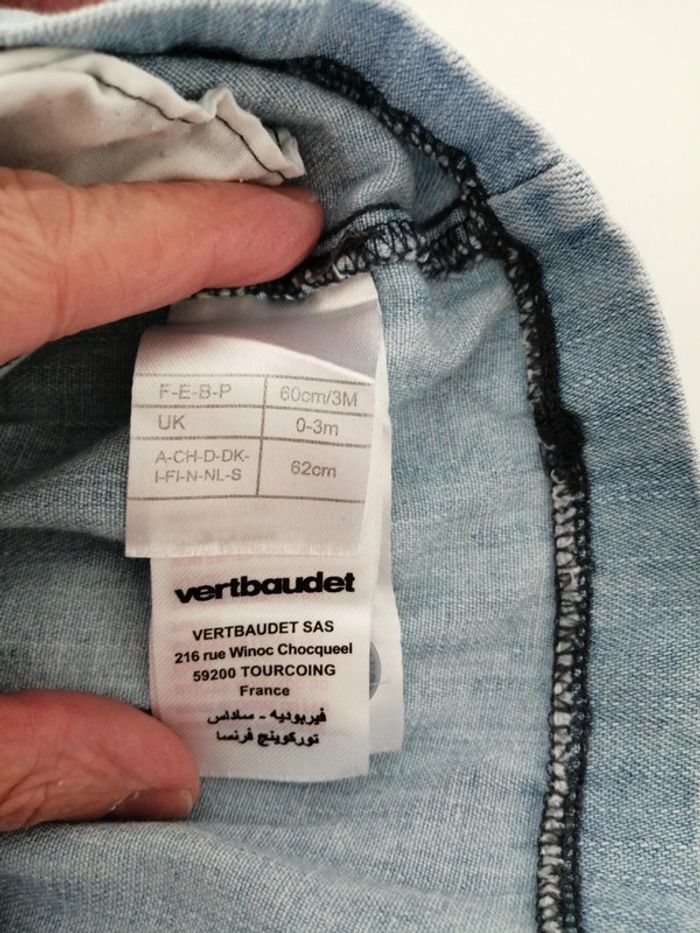 F-E-B-P 60cm/3M
UK 0-3m
A-CH-D-DK- 62cm
I-FI-N-NL-S
vertbaudet
VERTBAUDET SAS
216 rue Winoc Chocqueel
59200 TOURCOING
France
فيربوديه - ساداس
توركوينج فرنسا